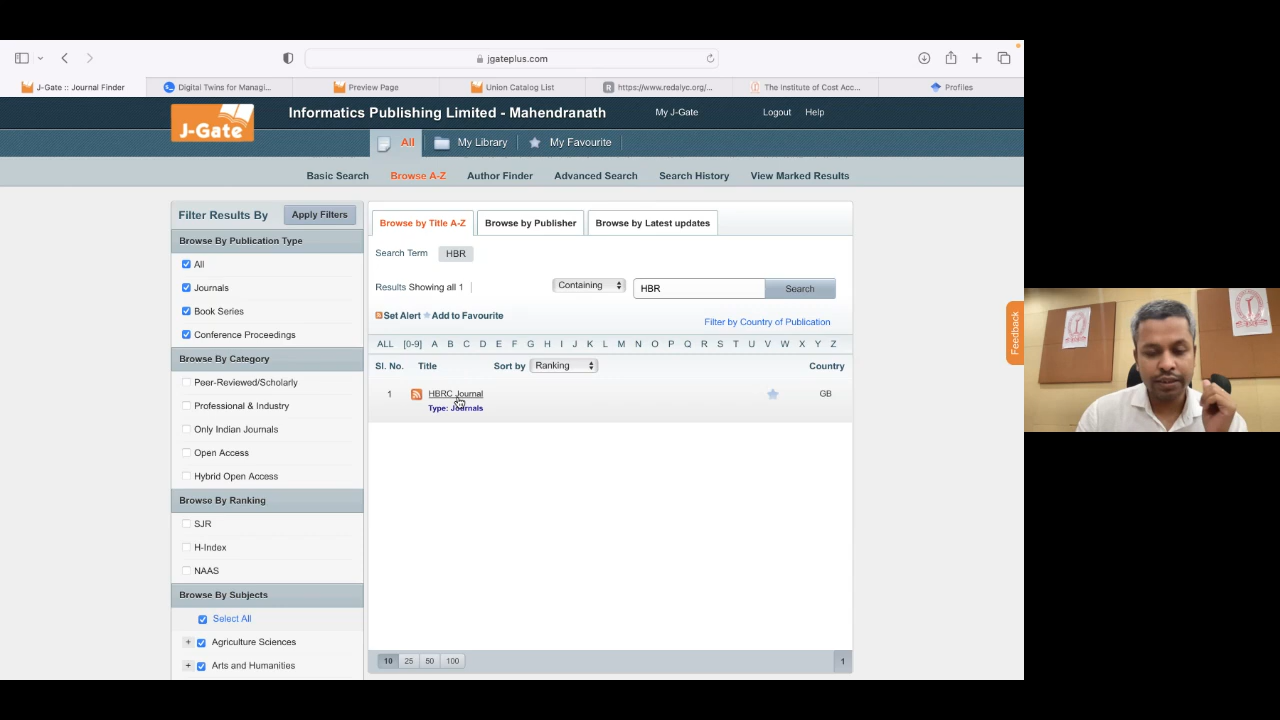 jgateplus.com
J-Gate :: Journal Finder
Digital Twins for Managi...
Preview Page
Union Catalog List
https://www.redalyc.org/...
The Institute of Cost Acc...
Profiles
J-Gate
Informatics Publishing Limited - Mahendranath
My J-Gate
Logout
Help
All
My Library
My Favourite
Basic Search
Browse A-Z
Author Finder
Advanced Search
Search History
View Marked Results
Filter Results By
Apply Filters
Browse By Publication Type
All
Journals
Book Series
Conference Proceedings
Browse By Category
Peer-Reviewed/Scholarly
Professional & Industry
Only Indian Journals
Open Access
Hybrid Open Access
Browse By Ranking
SJR
H-Index
NAAS
Browse By Subjects
Select All
+ Agriculture Sciences
+ Arts and Humanities
Browse by Title A-Z
Browse by Publisher
Browse by Latest updates
Search Term HBR
Results Showing all 1
Containing
HBR
Search
Set Alert
Add to Favourite
Filter by Country of Publication
ALL [0-9] A B C D E F G H I J K L M N O P Q R S T U V W X Y Z
Sl. No. Title Sort by Ranking Country
1 HBRC Journal GB
Type: Journals
10 25 50 100 1
Feedback